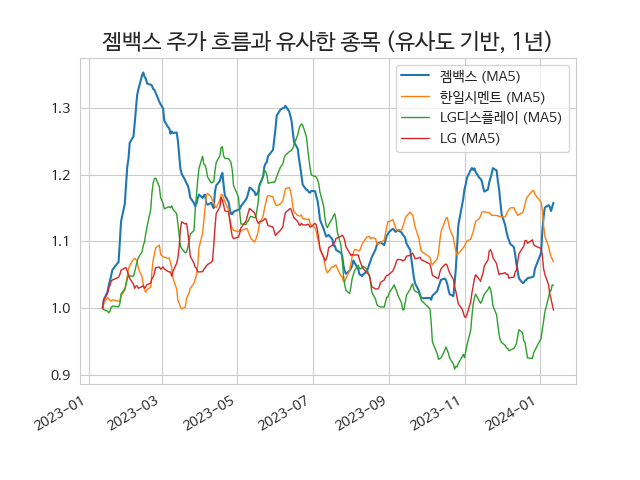 젬백스 주가 흐름과 유사한 종목 (유사도 기반, 1년)
젬백스 (MA5)
한일시멘트 (MA5)
LG디스플레이 (MA5)
LG (MA5)
1.3
1.2
1.1
1.0
0.9
2023-01
2023-03
2023-05
2023-07
2023-09
2023-11
2024-01